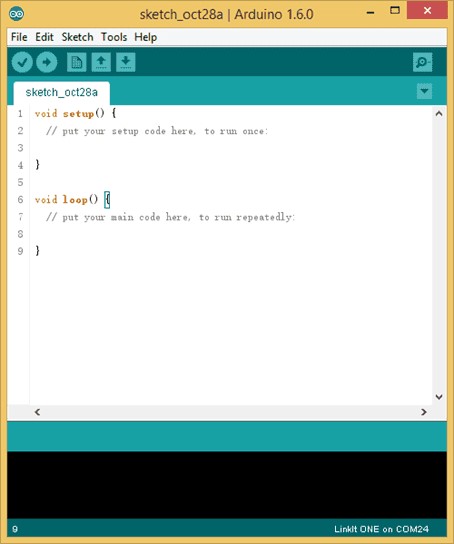 sketch_oct28a | Arduino 1.6.0
File Edit Sketch Tools Help
sketch_oct28a
1 void setup() {
2 // put your setup code here, to run once:
3
4 }
5
6 void loop() {
7 // put your main code here, to run repeatedly:
8
9 }
9 LinkIt ONE on COM24